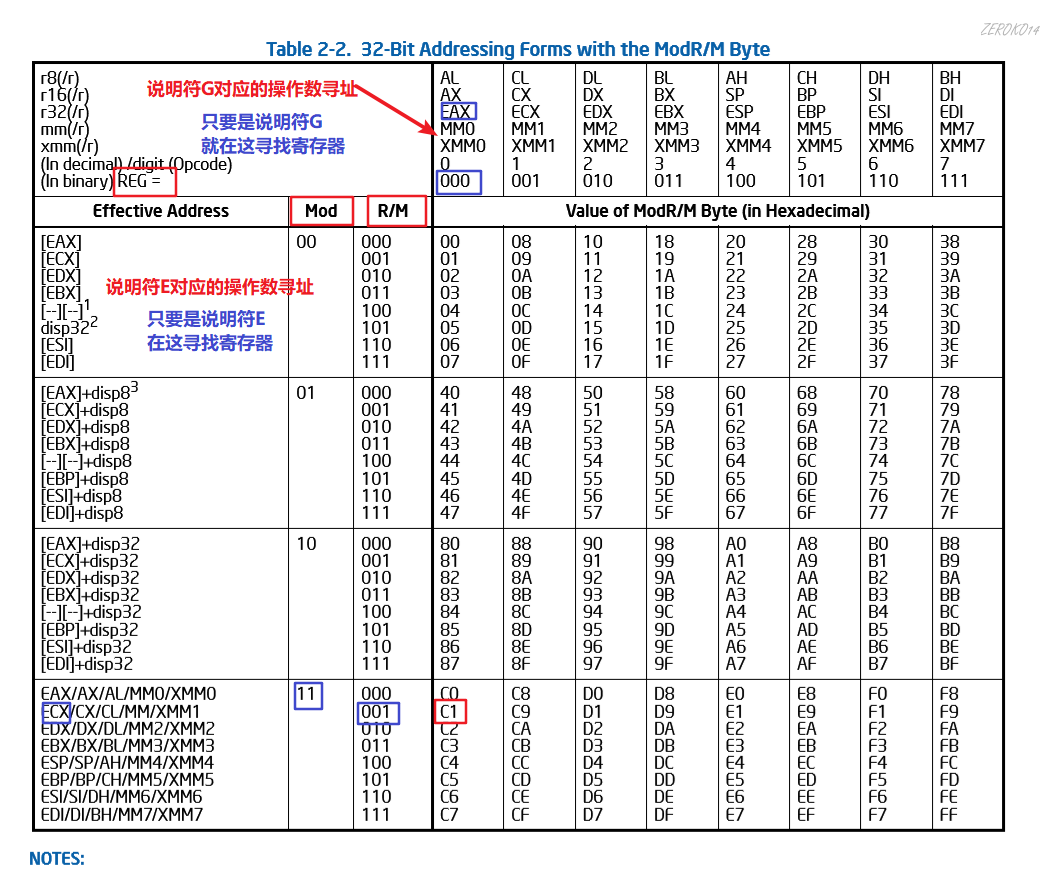 ZEROKO14
Table 2-2. 32-Bit Addressing Forms with the ModR/M Byte
r8(/r) AL CL DL BL AH CH DH BH
r16(/r) AX CX DX BX SP BP SI DI
r32(/r) EAX ECX EDX EBX ESP EBP ESI EDI
mm(/r) MM0 MM1 MM2 MM3 MM4 MM5 MM6 MM7
xmm(/r) XMM0 XMM1 XMM2 XMM3 XMM4 XMM5 XMM6 XMM7
(In decimal) /digit (Opcode) 0 1 2 3 4 5 6 7
(In binary) REG = 000 001 010 011 100 101 110 111
说明符G对应的操作数寻址
只要是说明符G
就在这寻找寄存器
Effective Address Mod R/M Value of ModR/M Byte (in Hexadecimal)
[EAX] 00 000 00 08 10 18 20 28 30 38
[ECX] 001 01 09 11 19 21 29 31 39
[EDX] 010 02 0A 12 1A 22 2A 32 3A
[EBX] 011 03 0B 13 1B 23 2B 33 3B
[--][--]1 100 04 0C 14 1C 24 2C 34 3C
disp322 101 05 0D 15 1D 25 2D 35 3D
[ESI] 110 06 0E 16 1E 26 2E 36 3E
[EDI] 111 07 0F 17 1F 27 2F 37 3F
说明符E对应的操作数寻址
只要是说明符E
在这寻找寄存器
[EAX]+disp83 01 000 40 48 50 58 60 68 70 78
[ECX]+disp8 001 41 49 51 59 61 69 71 79
[EDX]+disp8 010 42 4A 52 5A 62 6A 72 7A
[EBX]+disp8 011 43 4B 53 5B 63 6B 73 7B
[--][--]+disp8 100 44 4C 54 5C 64 6C 74 7C
[EBP]+disp8 101 45 4D 55 5D 65 6D 75 7D
[ESI]+disp8 110 46 4E 56 5E 66 6E 76 7E
[EDI]+disp8 111 47 4F 57 5F 67 6F 77 7F
[EAX]+disp32 10 000 80 88 90 98 A0 A8 B0 B8
[ECX]+disp32 001 81 89 91 99 A1 A9 B1 B9
[EDX]+disp32 010 82 8A 92 9A A2 AA B2 BA
[EBX]+disp32 011 83 8B 93 9B A3 AB B3 BB
[--][--]+disp32 100 84 8C 94 9C A4 AC B4 BC
[EBP]+disp32 101 85 8D 95 9D A5 AD B5 BD
[ESI]+disp32 110 86 8E 96 9E A6 AE B6 BE
[EDI]+disp32 111 87 8F 97 9F A7 AF B7 BF
EAX/AX/AL/MM0/XMM0 11 000 C0 C8 D0 D8 E0 E8 F0 F8
ECX/CX/CL/MM/XMM1 001 C1 C9 D1 D9 E1 E9 F1 F9
EDX/DX/DL/MM2/XMM2 010 C2 CA D2 DA E2 EA F2 FA
EBX/BX/BL/MM3/XMM3 011 C3 CB D3 DB E3 EB F3 FB
ESP/SP/AH/MM4/XMM4 100 C4 CC D4 DC E4 EC F4 FC
EBP/BP/CH/MM5/XMM5 101 C5 CD D5 DD E5 ED F5 FD
ESI/SI/DH/MM6/XMM6 110 C6 CE D6 DE E6 EE F6 FE
EDI/DI/BH/MM7/XMM7 111 C7 CF D7 DF E7 EF F7 FF
NOTES: